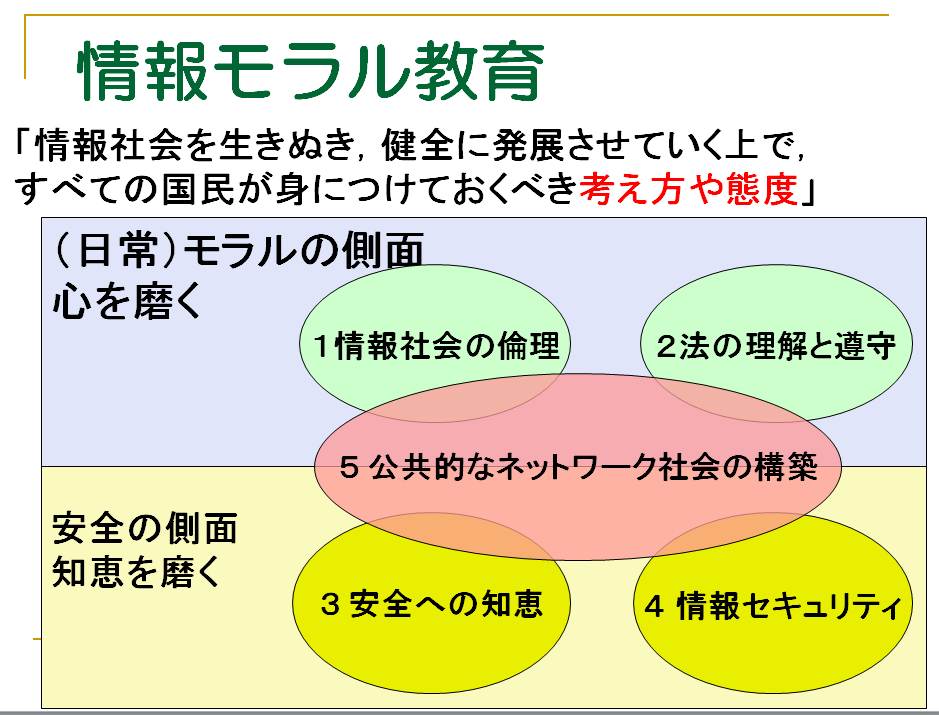 情報モラル教育
「情報社会を生きぬき，健全に発展させていく上で，
すべての国民が身につけておくべき考え方や態度」
（日常）モラルの側面
心を磨く
１情報社会の倫理
２法の理解と遵守
５公共的なネットワーク社会の構築
安全の側面
知恵を磨く
３安全への知恵
４情報セキュリティ